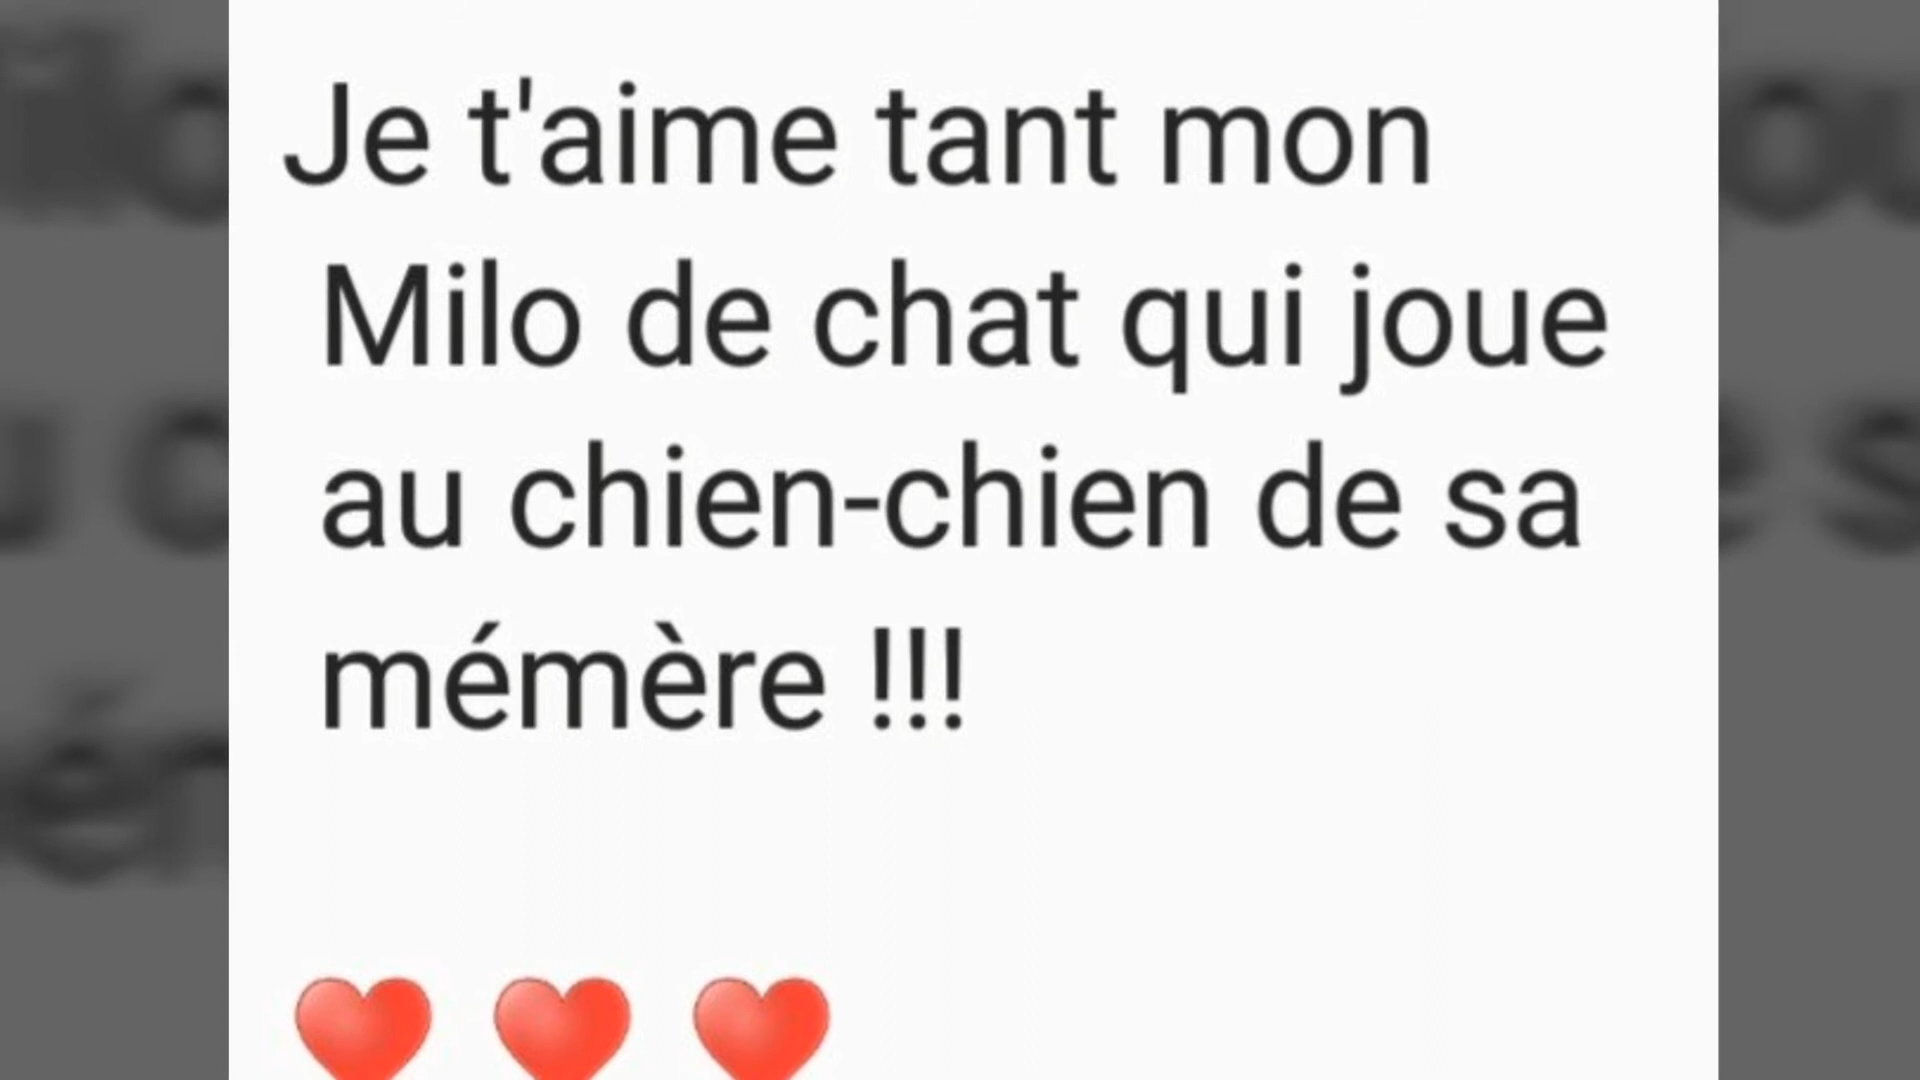 Je t'aime tant mon
Milo de chat qui joue
au chien-chien de sa
mémère !!!
♥️ ♥️ ♥️